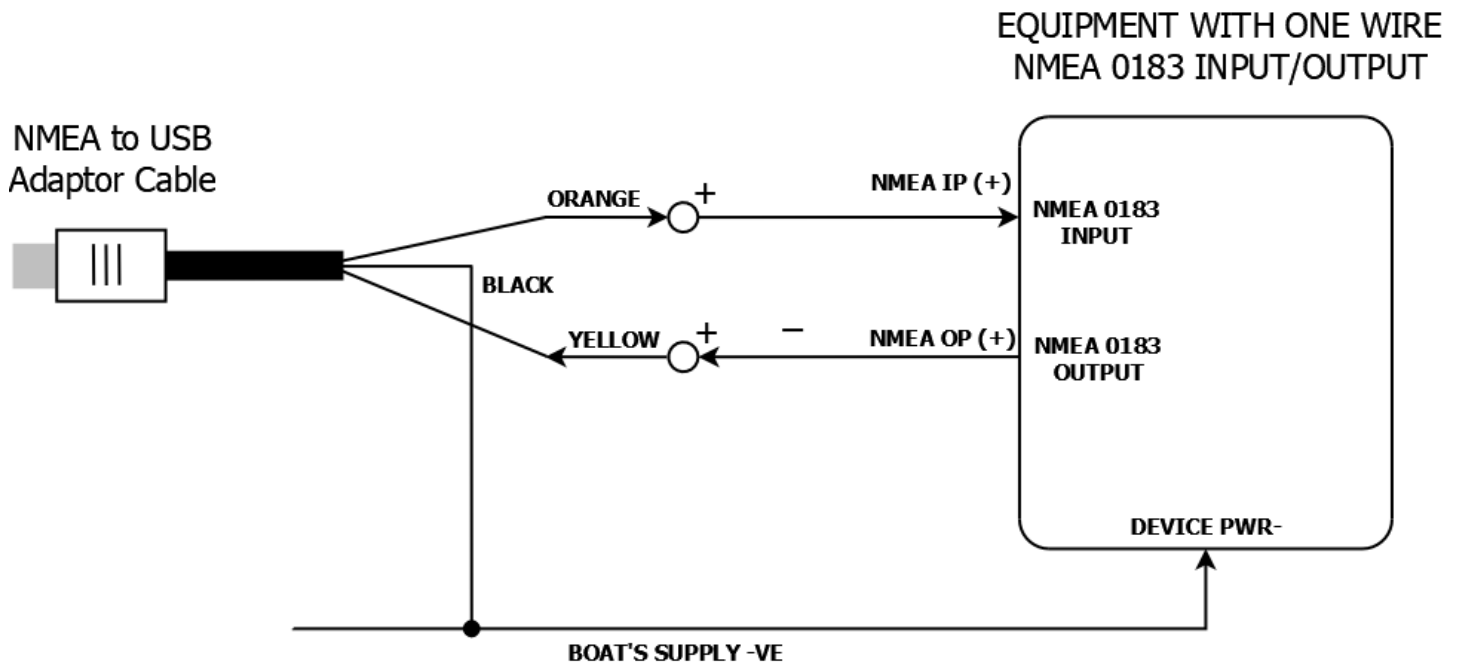 EQUIPMENT WITH ONE WIRE
NMEA 0183 INPUT/OUTPUT
NMEA to USB
Adaptor Cable
ORANGE
+
NMEA IP (+)
NMEA 0183
INPUT
BLACK
YELLOW
+
−
NMEA OP (+)
NMEA 0183
OUTPUT
DEVICE PWR-
BOAT'S SUPPLY -VE